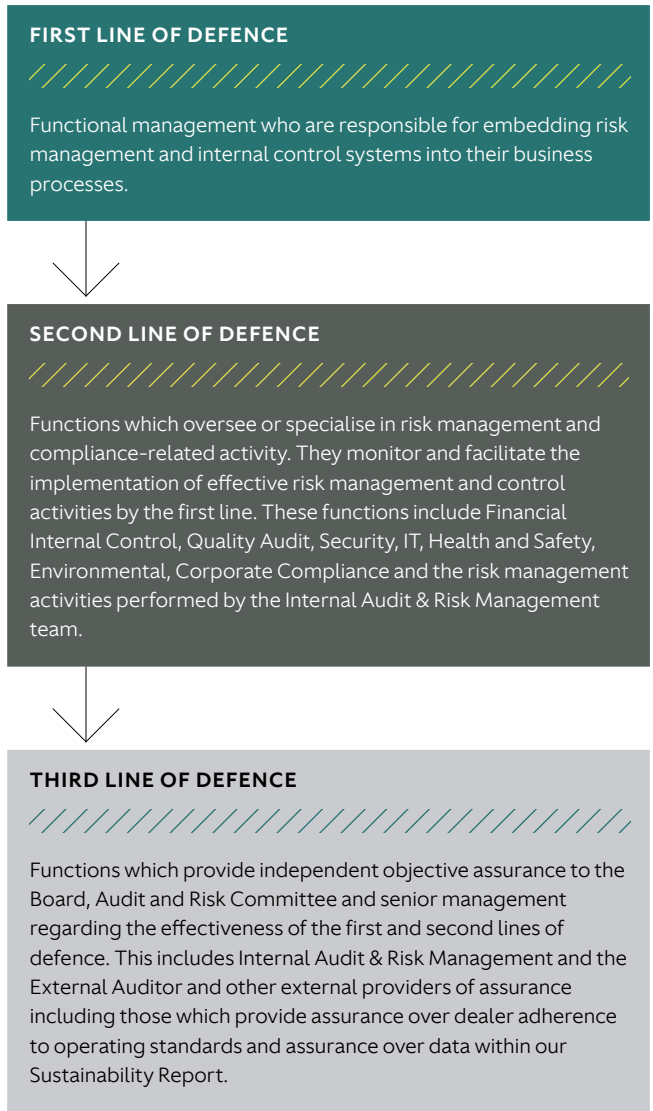 FIRST LINE OF DEFENCE
Functional management who are responsible for embedding risk
management and internal control systems into their business
processes.
SECOND LINE OF DEFENCE
Functions which oversee or specialise in risk management and
compliance-related activity. They monitor and facilitate the
implementation of effective risk management and control
activities by the first line. These functions include Financial
Internal Control, Quality Audit, Security, IT, Health and Safety,
Environmental, Corporate Compliance and the risk management
activities performed by the Internal Audit & Risk Management
team.
THIRD LINE OF DEFENCE
Functions which provide independent objective assurance to the
Board, Audit and Risk Committee and senior management
regarding the effectiveness of the first and second lines of
defence. This includes Internal Audit & Risk Management and the
External Auditor and other external providers of assurance
including those which provide assurance over dealer adherence
to operating standards and assurance over data within our
Sustainability Report.